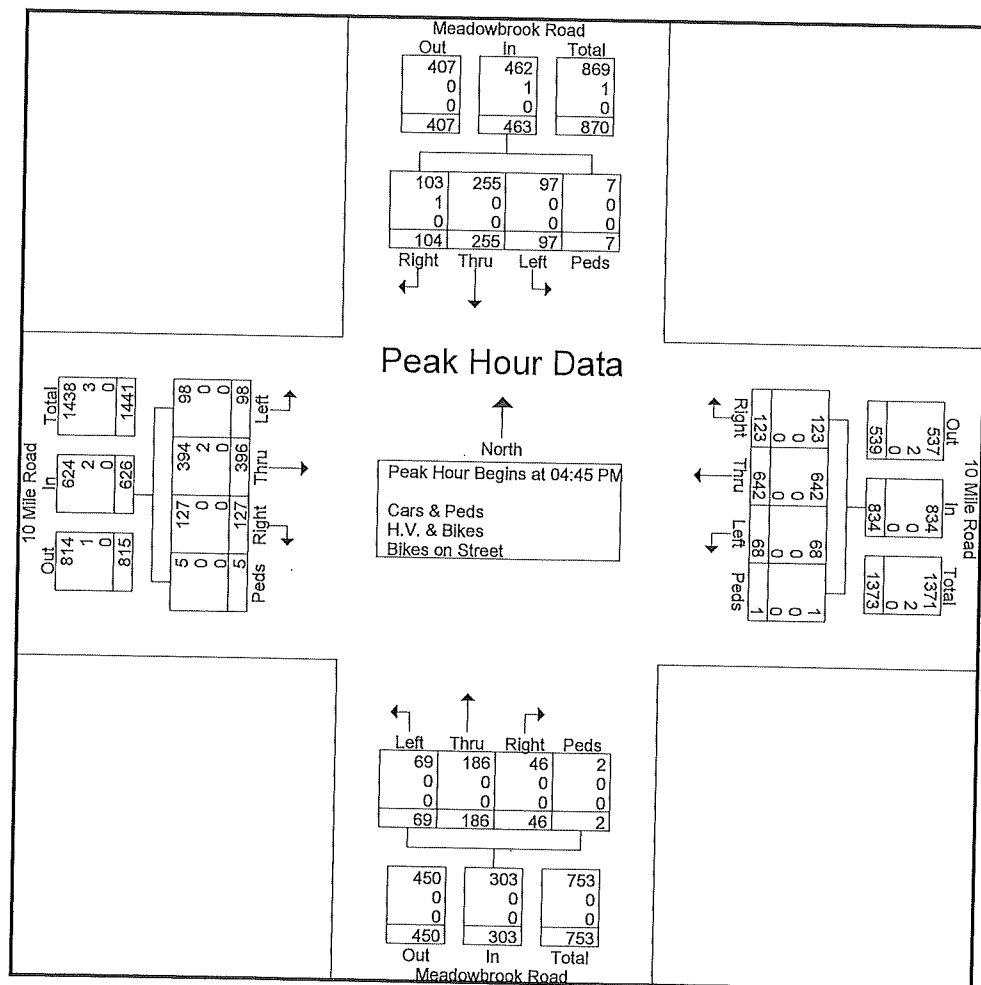 Meadowbrook Road
Out In Total
407 462 869
0 1 1
0 0 0
407 463 870
103 255 97 7
1 0 0 0
0 0 0 0
104 255 97 7
Right Thru Left Peds
Peak Hour Data
North
Peak Hour Begins at 04:45 PM
Cars & Peds
H.V. & Bikes
Bikes on Street
10 Mile Road
Out In Total
814 624 1438
1 2 3
0 0 0
815 626 1441
5 127 394 98
0 0 2 0
0 0 0 0
5 127 396 98
Peds Right Thru Left
10 Mile Road
Out In Total
537 834 1371
2 0 2
0 0 0
539 834 1373
123 642 68 1
0 0 0 0
0 0 0 0
123 642 68 1
Right Thru Left Peds
Left Thru Right Peds
69 186 46 2
0 0 0 0
0 0 0 0
69 186 46 2
450 303 753
0 0 0
0 0 0
450 303 753
Out In Total
Meadowbrook Road